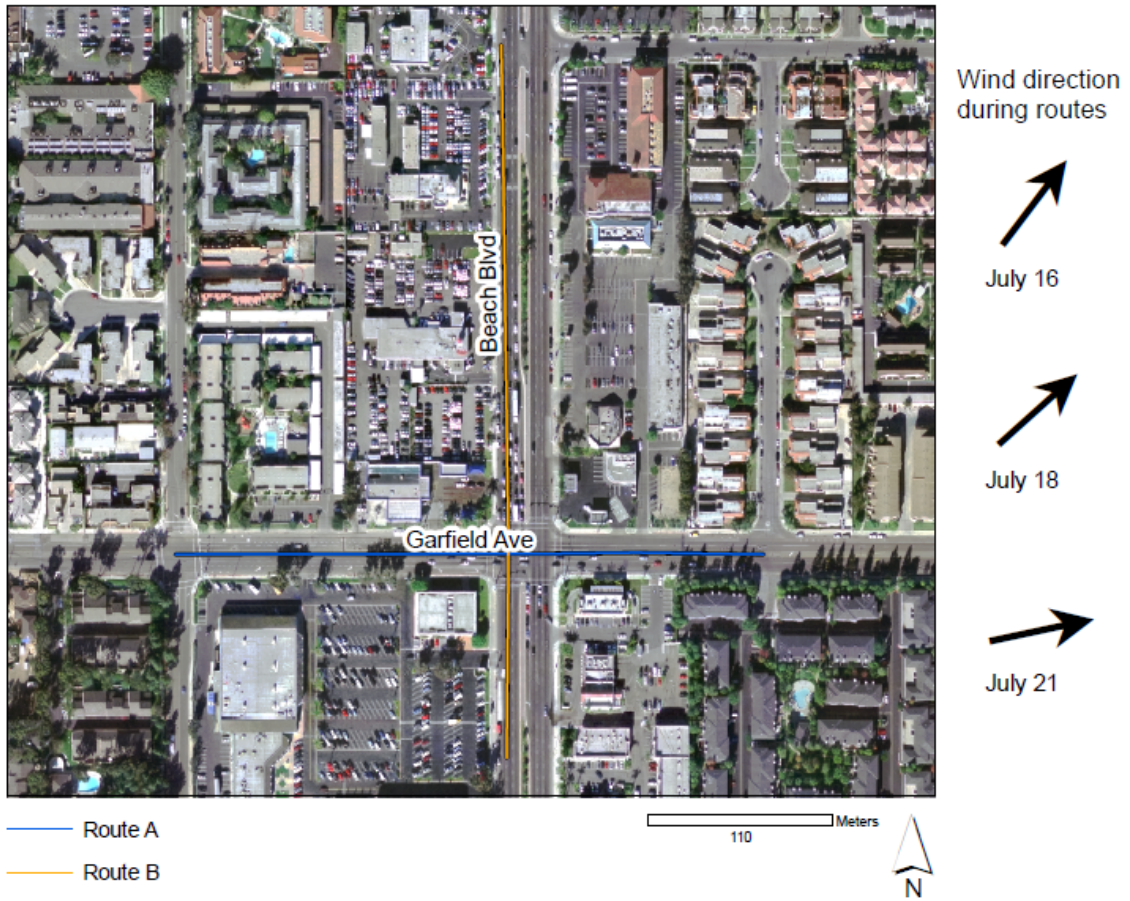 Wind direction
during routes
July 16
Beach Blvd
July 18
Garfield Ave
July 21
Route A
Route B
Meters
110
N